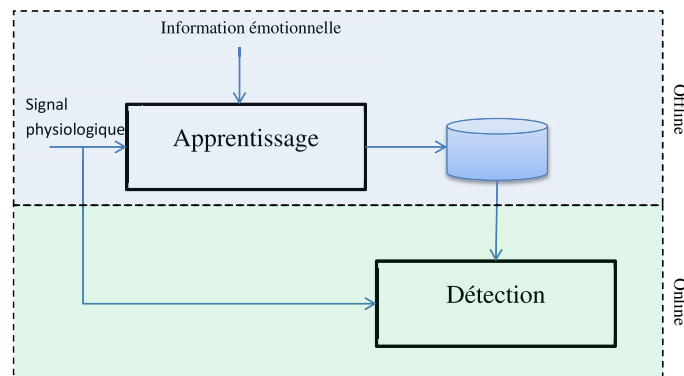 Information émotionnelle
Signal
physiologique
Apprentissage
Offline
Détection
Online